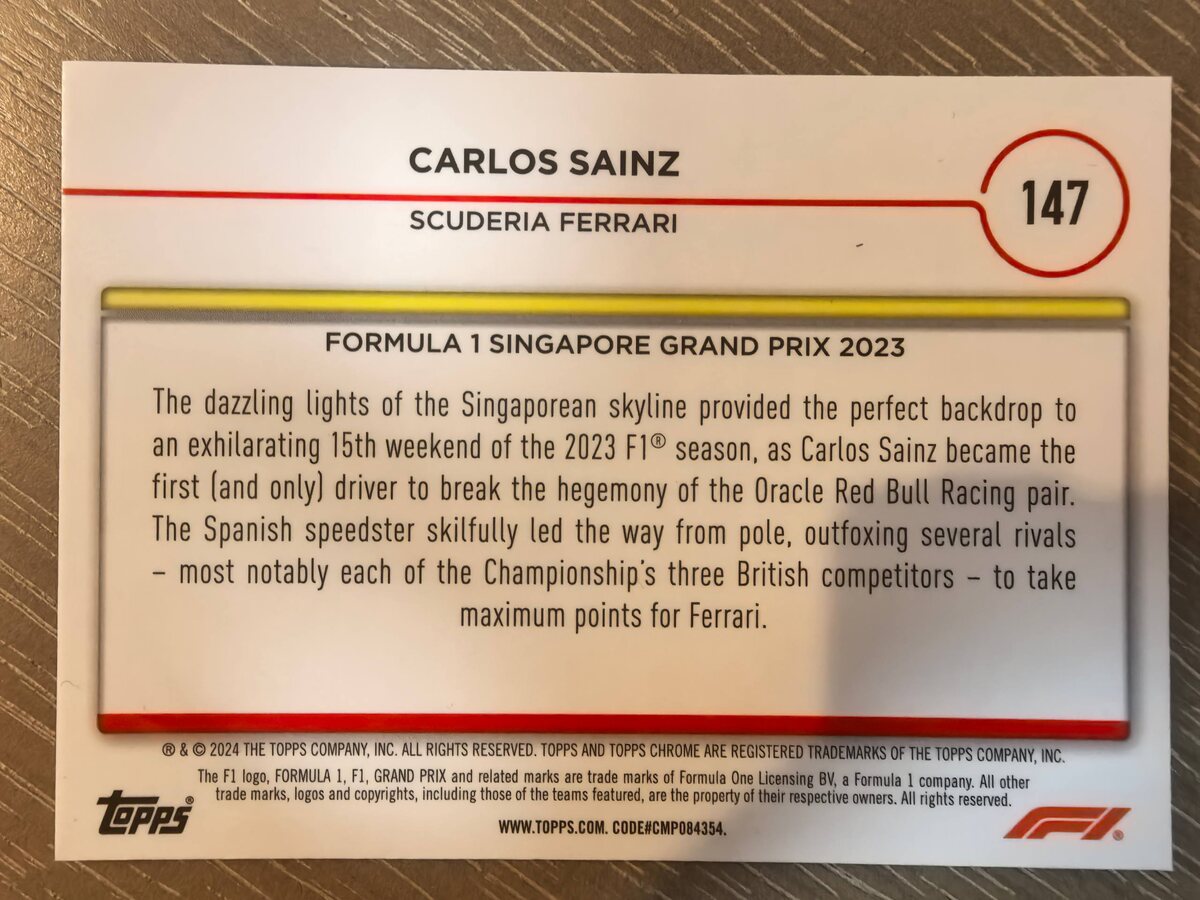 CARLOS SAINZ
147
SCUDERIA FERRARI
FORMULA 1 SINGAPORE GRAND PRIX 2023
The dazzling lights of the Singaporean skyline provided the perfect backdrop to
an exhilarating 15th weekend of the 2023 F1® season, as Carlos Sainz became the
first (and only) driver to break the hegemony of the Oracle Red Bull Racing pair.
The Spanish speedster skilfully led the way from pole, outfoxing several rivals
– most notably each of the Championship's three British competitors – to take
maximum points for Ferrari.
® & © 2024 THE TOPPS COMPANY, INC. ALL RIGHTS RESERVED. TOPPS AND TOPPS CHROME ARE REGISTERED TRADEMARKS OF THE TOPPS COMPANY, INC.
The F1 logo, FORMULA 1, F1, GRAND PRIX and related marks are trade marks of Formula One Licensing BV, a Formula 1 company. All other
trade marks, logos and copyrights, including those of the teams featured, are the property of their respective owners. All rights reserved.
topps®
WWW.TOPPS.COM. CODE#CMP084354.
F1®